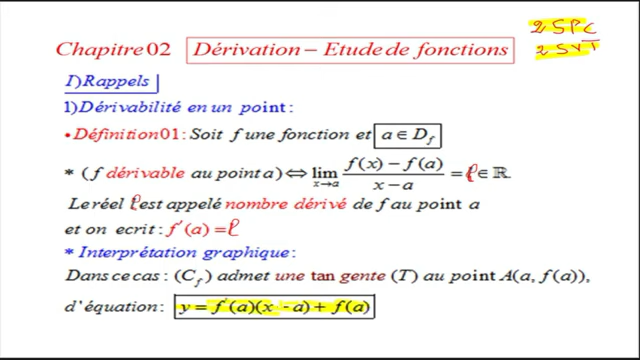 2 SPC
2 SVT
Chapitre 02 Dérivation – Etude de fonctions
I) Rappels
1) Dérivabilité en un point :
• Définition 01 : Soit f une fonction et a ∈ D_f
* (f dérivable au point a) ⇔ lim_{x→a} (f(x) – f(a))/(x – a) = ℓ ∈ ℝ.
Le réel ℓ est appelé nombre dérivé de f au point a
et on ecrit : f'(a) = ℓ
* Interprétation graphique :
Dans ce cas : (C_f) admet une tan gente (T) au point A(a, f(a)),
d'équation : y = f'(a)(x - a) + f(a)